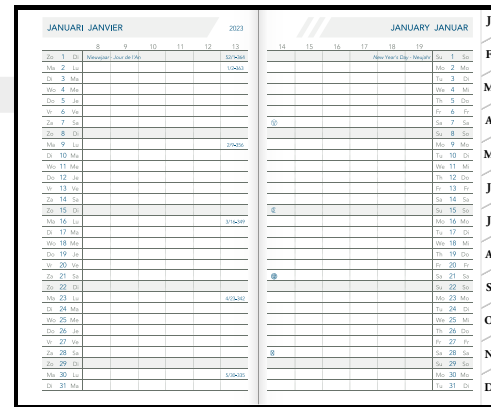 JANUARI JANVIER 2023
8 9 10 11 12 13
Zo 1 Di Nieuwjaar - Jour de l'An
Ma 2 Lu
Di 3 Ma
Wo 4 Me
Do 5 Je
Vr 6 Ve
Za 7 Sa
Zo 8 Di
Ma 9 Lu
Di 10 Ma
Wo 11 Me
Do 12 Je
Vr 13 Ve
Za 14 Sa
Zo 15 Di
Ma 16 Lu
Di 17 Ma
Wo 18 Me
Do 19 Je
Vr 20 Ve
Za 21 Sa
Zo 22 Di
Ma 23 Lu
Di 24 Ma
Wo 25 Me
Do 26 Je
Vr 27 Ve
Za 28 Sa
Zo 29 Di
Ma 30 Lu
Di 31 Ma
JANUARY JANUAR
14 15 16 17 18 19
New Year's Day - Neujahr Su 1 So
Mo 2 Mo
Tu 3 Di
We 4 Mi
Th 5 Do
Fr 6 Fr
Sa 7 Sa
Su 8 So
Mo 9 Mo
Tu 10 Di
We 11 Mi
Th 12 Do
Fr 13 Fr
Sa 14 Sa
Su 15 So
Mo 16 Mo
Tu 17 Di
We 18 Mi
Th 19 Do
Fr 20 Fr
Sa 21 Sa
Su 22 So
Mo 23 Mo
Tu 24 Di
We 25 Mi
Th 26 Do
Fr 27 Fr
Sa 28 Sa
Su 29 So
Mo 30 Mo
Tu 31 Di
J
F
M
A
M
J
J
A
S
O
N
D